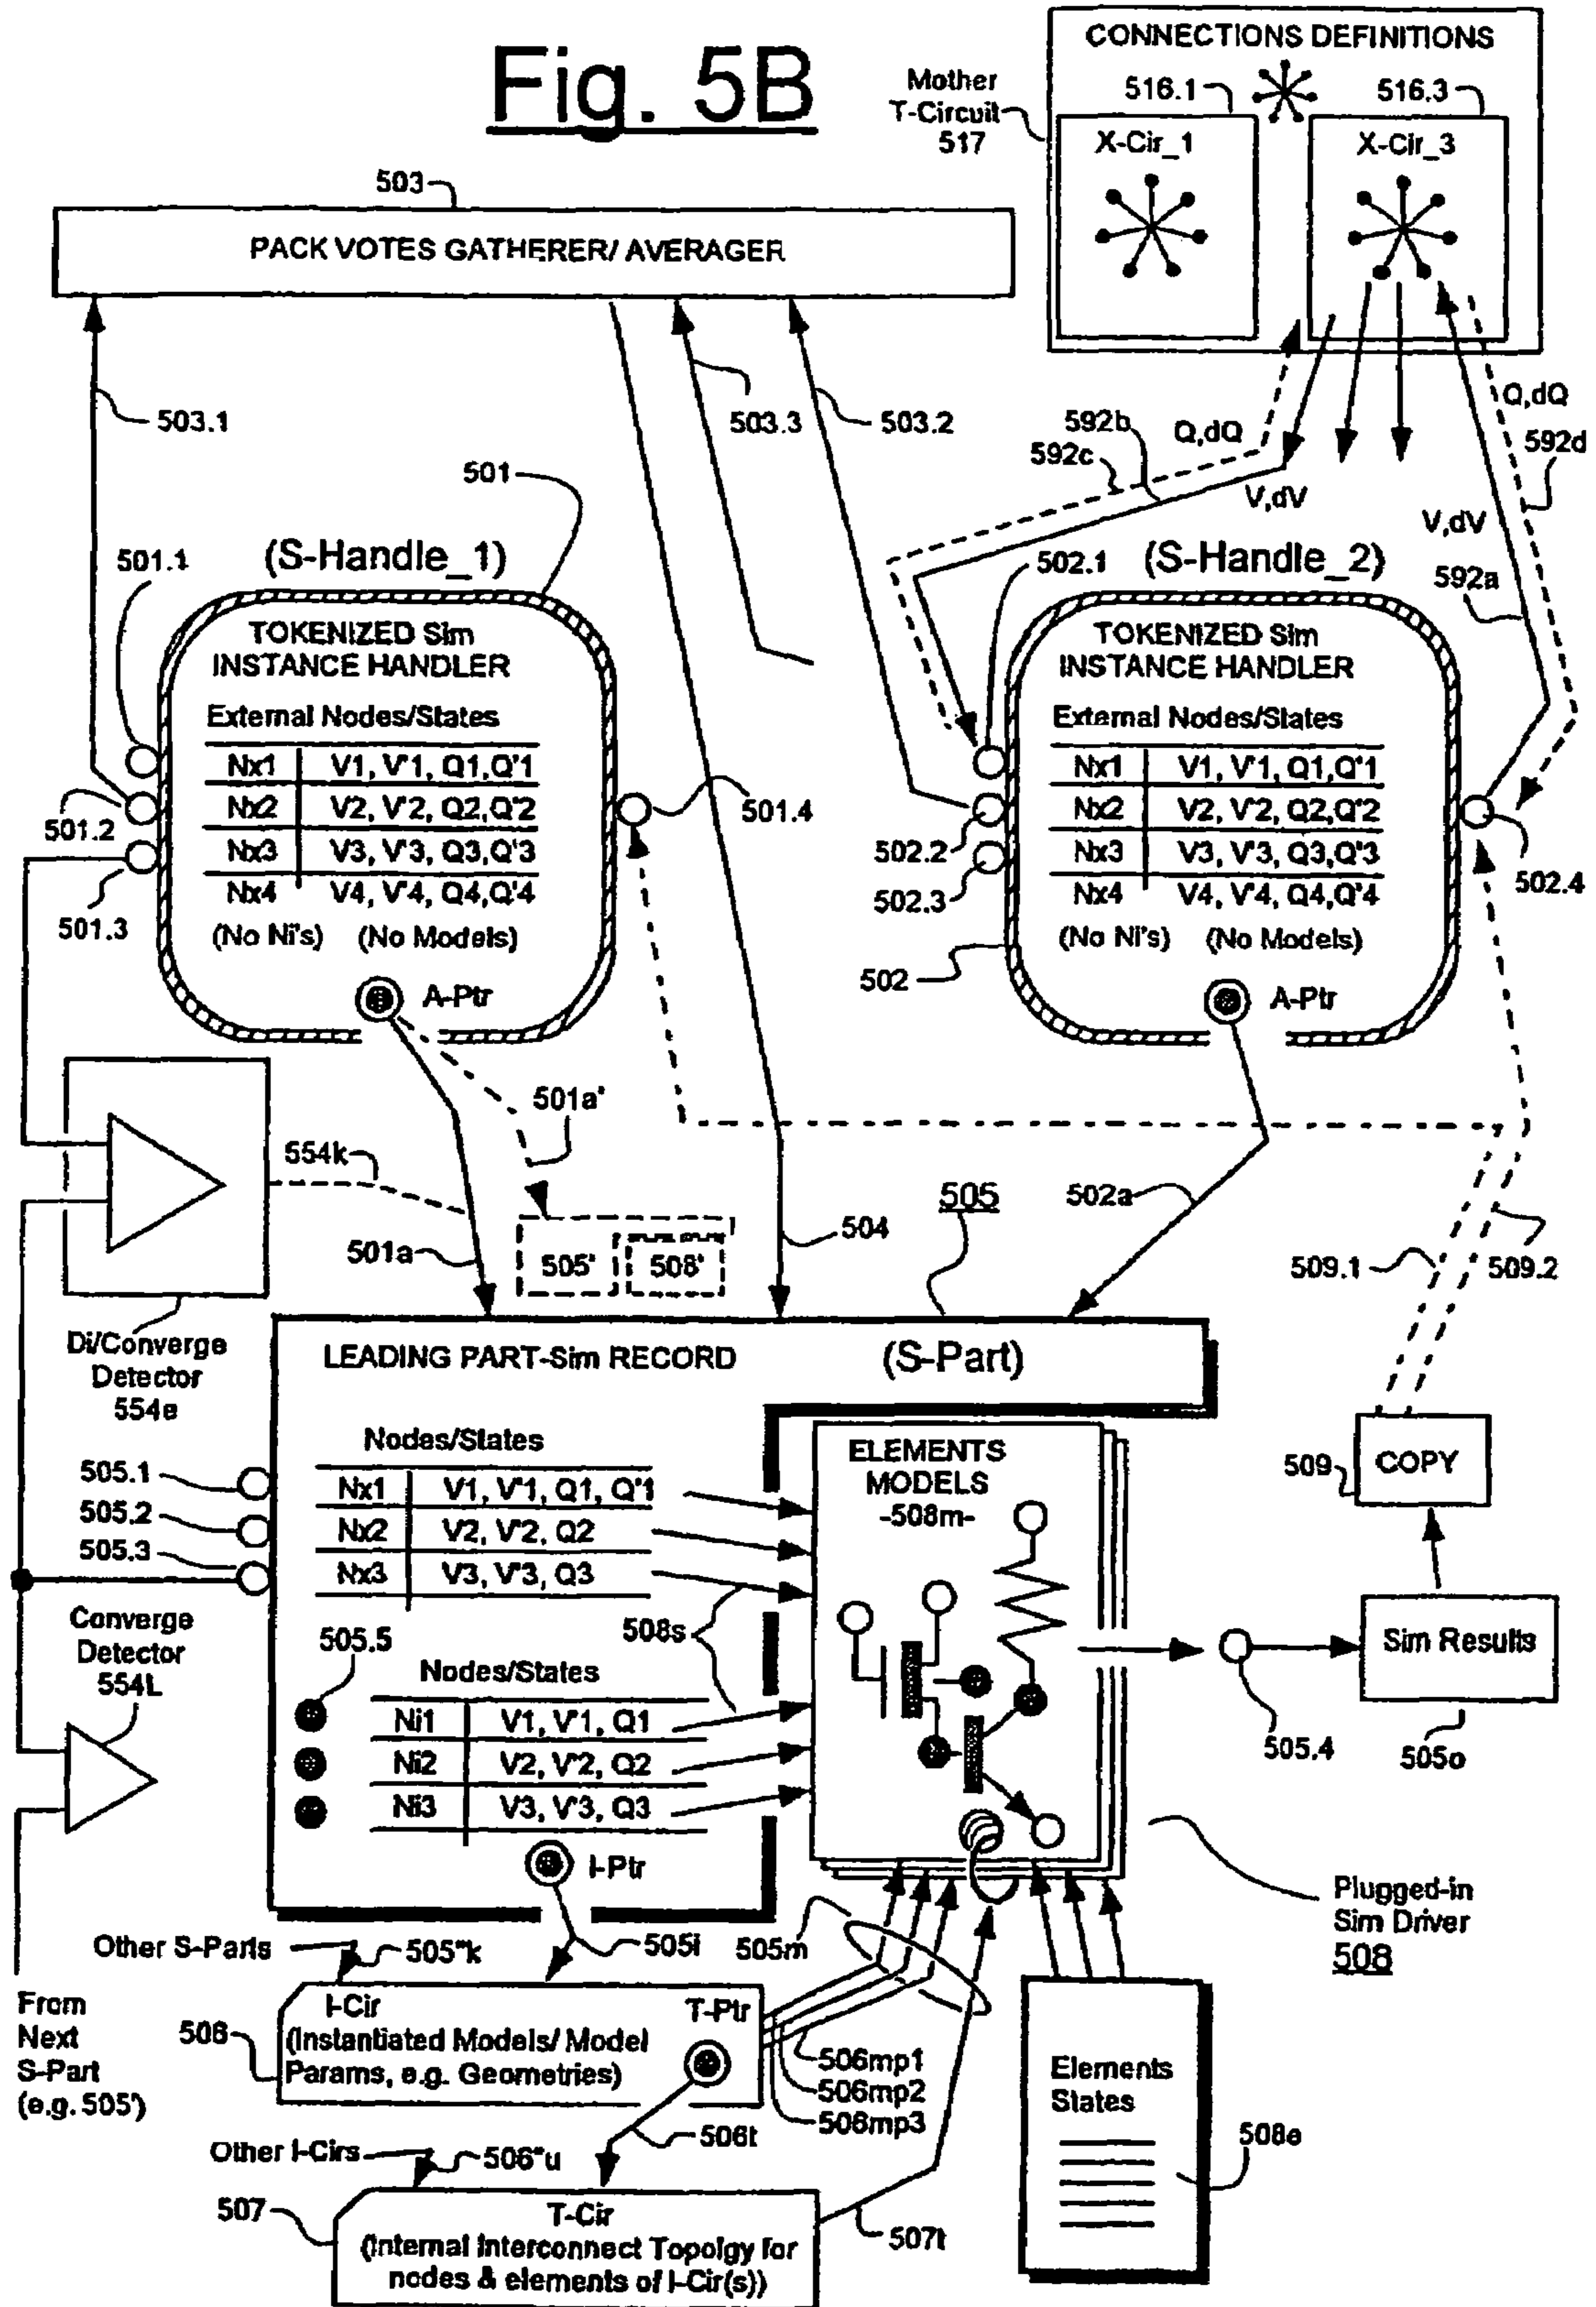 Fig. 5B
CONNECTIONS DEFINITIONS
Mother
T-Circuit
517
516.1
516.3
X-Cir_1
X-Cir_3
503
PACK VOTES GATHERER/ AVERAGER
503.1
503.3
503.2
592b
592c
Q,dQ
V,dV
Q,dQ
592d
V,dV
592a
501
501.1
(S-Handle_1)
502.1
(S-Handle_2)
TOKENIZED Sim
INSTANCE HANDLER
External Nodes/States
Nx1 V1, V'1, Q1,Q'1
Nx2 V2, V'2, Q2,Q'2
Nx3 V3, V'3, Q3,Q'3
Nx4 V4, V'4, Q4,Q'4
(No Ni's) (No Models)
A-Ptr
501.2
501.3
501.4
TOKENIZED Sim
INSTANCE HANDLER
External Nodes/States
Nx1 V1, V'1, Q1,Q'1
Nx2 V2, V'2, Q2,Q'2
Nx3 V3, V'3, Q3,Q'3
Nx4 V4, V'4, Q4,Q'4
(No Ni's) (No Models)
A-Ptr
502.2
502.3
502.4
502
501a'
554k
501a
505'
508'
504
505
502a
509.1
509.2
Di/Converge
Detector
554e
LEADING PART-Sim RECORD
(S-Part)
Nodes/States
505.1
505.2
505.3
Nx1 V1, V'1, Q1, Q'1
Nx2 V2, V'2, Q2
Nx3 V3, V'3, Q3
ELEMENTS
MODELS
-508m-
509
COPY
Converge
Detector
554L
505.5
508s
Nodes/States
Ni1 V1, V'1, Q1
Ni2 V2, V'2, Q2
Ni3 V3, V'3, Q3
I-Ptr
Sim Results
505.4
505o
Plugged-in
Sim Driver
508
Other S-Parts
505"k
505i
505m
From
Next
S-Part
(e.g. 505')
506
I-Cir
T-Ptr
(Instantiated Models/ Model
Params, e.g. Geometries)
506mp1
506mp2
506mp3
506t
Elements
States
508e
Other I-Cirs
506"u
507
T-Cir
(Internal Interconnect Topolgy for
nodes & elements of I-Cir(s))
507t